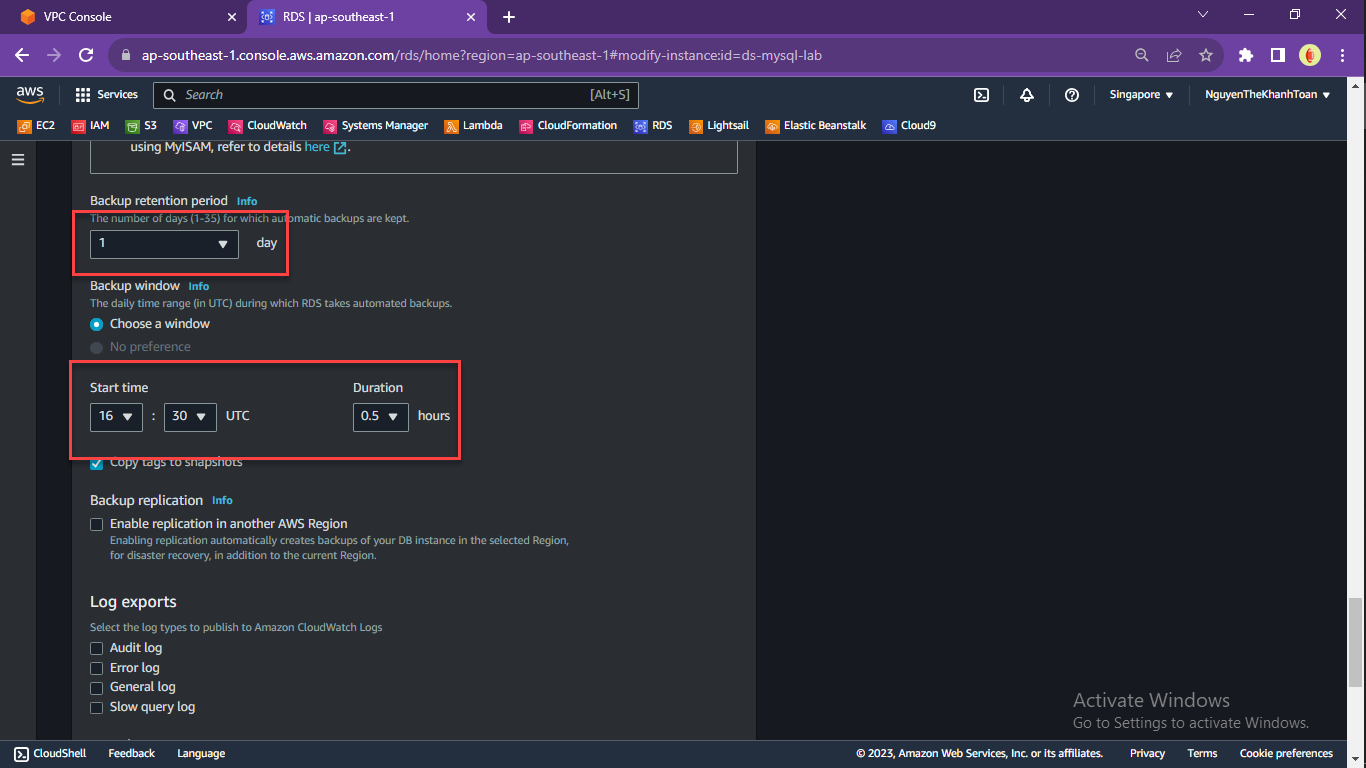 VPC Console
RDS | ap-southeast-1
ap-southeast-1.console.aws.amazon.com/rds/home?region=ap-southeast-1#modify-instance:id=ds-mysql-lab
aws
Services
Search
[Alt+S]
Singapore
NguyenTheKhanhToan
EC2
IAM
S3
VPC
CloudWatch
Systems Manager
Lambda
CloudFormation
RDS
Lightsail
Elastic Beanstalk
Cloud9
using MyISAM, refer to details here.
Backup retention period Info
The number of days (1-35) for which automatic backups are kept.
1 day
Backup window Info
The daily time range (in UTC) during which RDS takes automated backups.
Choose a window
No preference
Start time
Duration
16 : 30 UTC
0.5 hours
Copy tags to snapshots
Backup replication Info
Enable replication in another AWS Region
Enabling replication automatically creates backups of your DB instance in the selected Region,
for disaster recovery, in addition to the current Region.
Log exports
Select the log types to publish to Amazon CloudWatch Logs
Audit log
Error log
General log
Slow query log
Activate Windows
Go to Settings to activate Windows.
CloudShell
Feedback
Language
© 2023, Amazon Web Services, Inc. or its affiliates.
Privacy
Terms
Cookie preferences